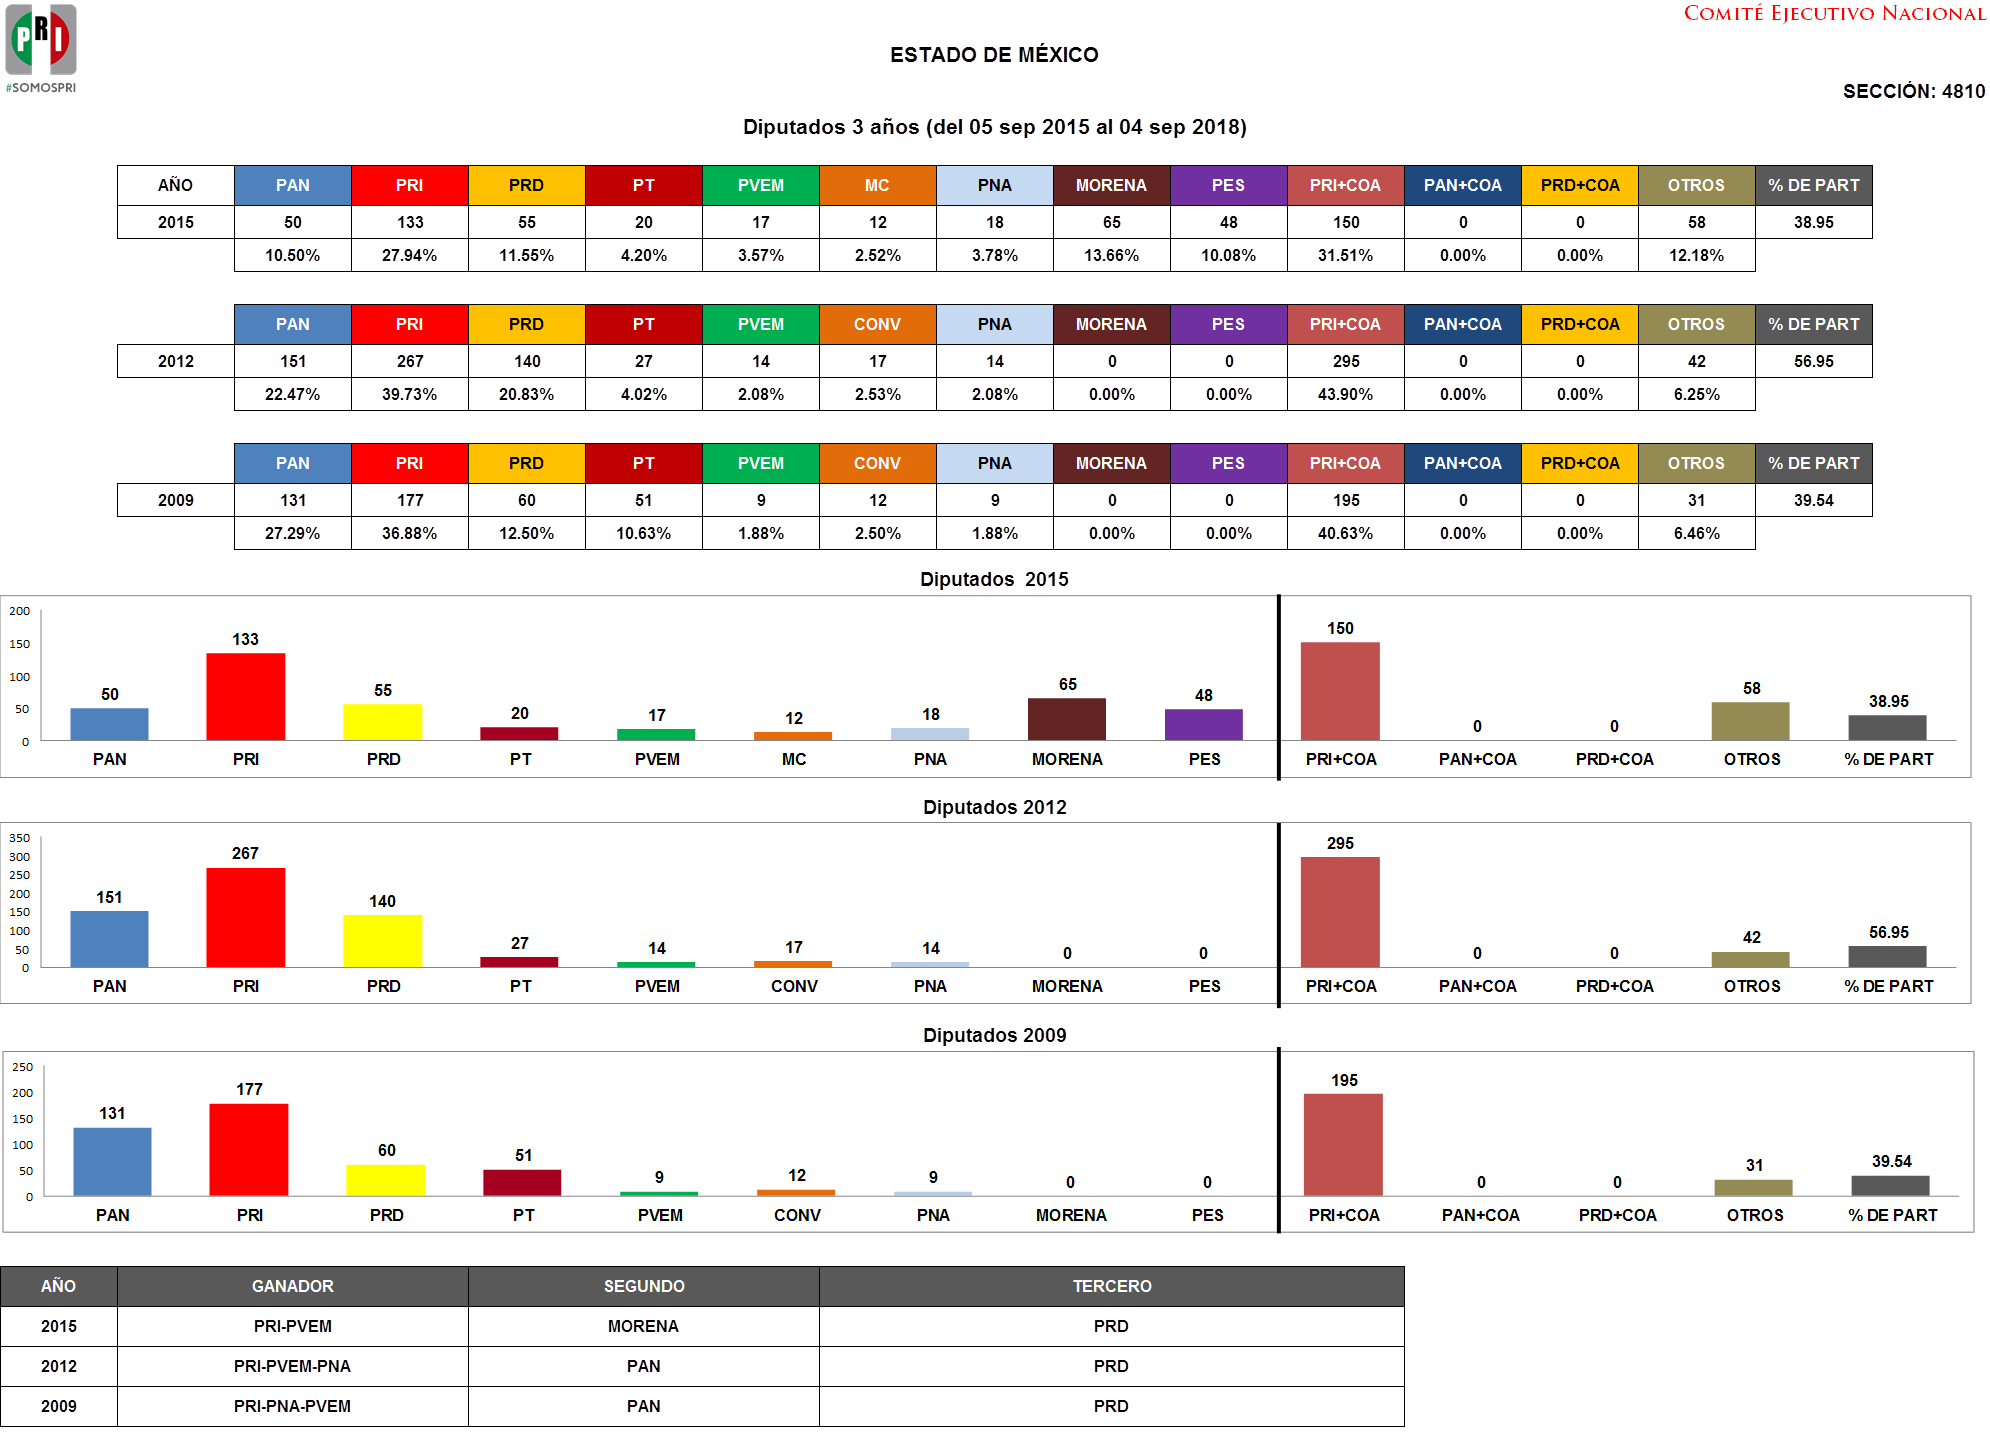 PRI
#SOMOSPRI
COMITÉ EJECUTIVO NACIONAL
ESTADO DE MÉXICO
SECCIÓN: 4810
Diputados 3 años (del 05 sep 2015 al 04 sep 2018)
AÑO PAN PRI PRD PT PVEM MC PNA MORENA PES PRI+COA PAN+COA PRD+COA OTROS % DE PART
2015 50 133 55 20 17 12 18 65 48 150 0 0 58 38.95
10.50% 27.94% 11.55% 4.20% 3.57% 2.52% 3.78% 13.66% 10.08% 31.51% 0.00% 0.00% 12.18%
PAN PRI PRD PT PVEM CONV PNA MORENA PES PRI+COA PAN+COA PRD+COA OTROS % DE PART
2012 151 267 140 27 14 17 14 0 0 295 0 0 42 56.95
22.47% 39.73% 20.83% 4.02% 2.08% 2.53% 2.08% 0.00% 0.00% 43.90% 0.00% 0.00% 6.25%
PAN PRI PRD PT PVEM CONV PNA MORENA PES PRI+COA PAN+COA PRD+COA OTROS % DE PART
2009 131 177 60 51 9 12 9 0 0 195 0 0 31 39.54
27.29% 36.88% 12.50% 10.63% 1.88% 2.50% 1.88% 0.00% 0.00% 40.63% 0.00% 0.00% 6.46%
Diputados 2015
200
150
100
50
0
50 133 55 20 17 12 18 65 48 150 0 0 58 38.95
PAN PRI PRD PT PVEM MC PNA MORENA PES PRI+COA PAN+COA PRD+COA OTROS % DE PART
Diputados 2012
350
300
250
200
150
100
50
0
151 267 140 27 14 17 14 0 0 295 0 0 42 56.95
PAN PRI PRD PT PVEM CONV PNA MORENA PES PRI+COA PAN+COA PRD+COA OTROS % DE PART
Diputados 2009
250
200
150
100
50
0
131 177 60 51 9 12 9 0 0 195 0 0 31 39.54
PAN PRI PRD PT PVEM CONV PNA MORENA PES PRI+COA PAN+COA PRD+COA OTROS % DE PART
AÑO GANADOR SEGUNDO TERCERO
2015 PRI-PVEM MORENA PRD
2012 PRI-PVEM-PNA PAN PRD
2009 PRI-PNA-PVEM PAN PRD